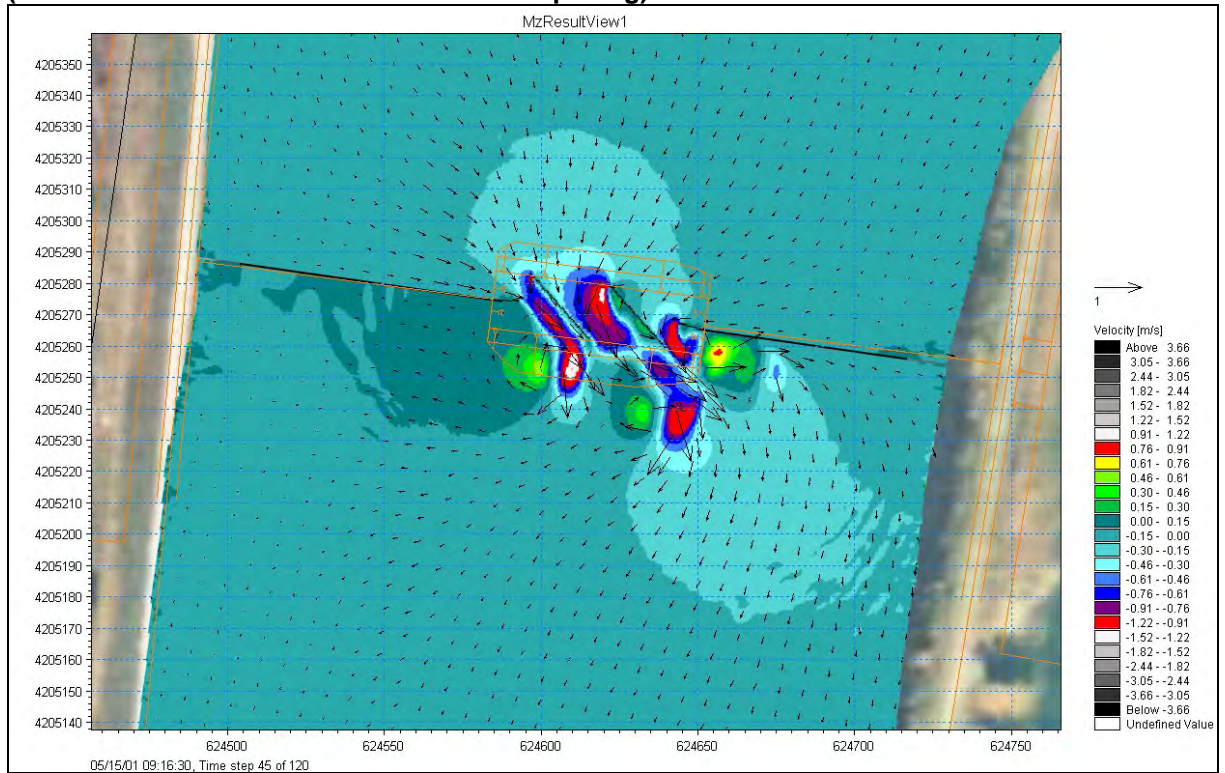 MzResultView1
4205350
4205340
4205330
4205320
4205310
4205300
4205290
4205280
4205270
4205260
4205250
4205240
4205230
4205220
4205210
4205200
4205190
4205180
4205170
4205160
4205150
4205140
624500 624550 624600 624650 624700 624750
05/15/01 09:16:30, Time step 45 of 120
A
A
1
Velocity [m/s]
Above 3.66
3.05 - 3.66
2.44 - 3.05
1.82 - 2.44
1.52 - 1.82
1.22 - 1.52
0.91 - 1.22
0.76 - 0.91
0.61 - 0.76
0.46 - 0.61
0.30 - 0.46
0.15 - 0.30
0.00 - 0.15
-0.15 - 0.00
-0.30 - -0.15
-0.46 - -0.30
-0.61 - -0.46
-0.76 - -0.61
-0.91 - -0.76
-1.22 - -0.91
-1.52 - -1.22
-1.82 - -1.52
-2.44 - -1.82
-3.05 - -2.44
-3.66 - -3.05
Below -3.66
Undefined Value